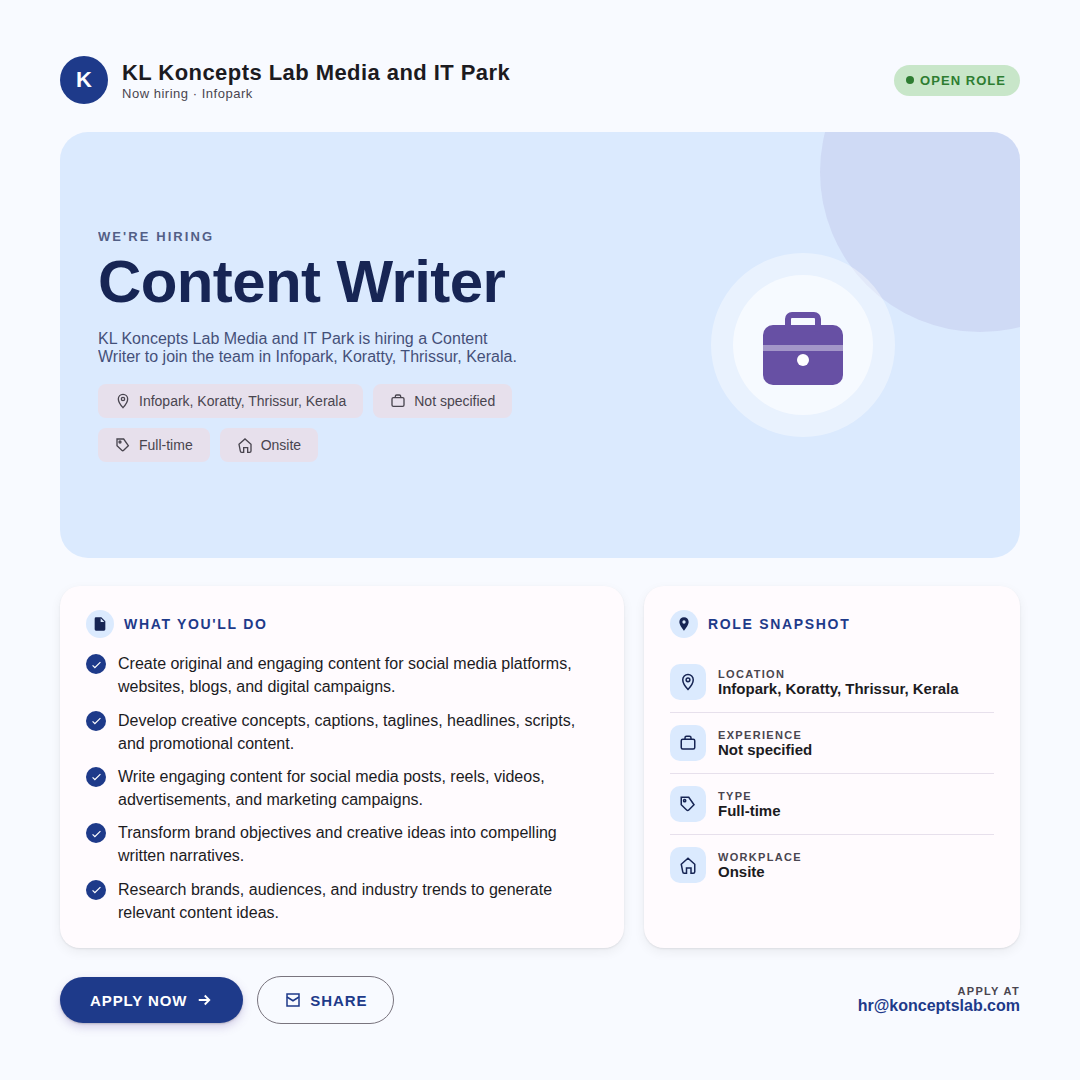 K
KL Koncepts Lab Media and IT Park
Now hiring · Infopark
OPEN ROLE
WE'RE HIRING
Content Writer
KL Koncepts Lab Media and IT Park is hiring a Content
Writer to join the team in Infopark, Koratty, Thrissur, Kerala.
Infopark, Koratty, Thrissur, Kerala
Not specified
Full-time
Onsite
WHAT YOU'LL DO
Create original and engaging content for social media platforms,
websites, blogs, and digital campaigns.
Develop creative concepts, captions, taglines, headlines, scripts,
and promotional content.
Write engaging content for social media posts, reels, videos,
advertisements, and marketing campaigns.
Transform brand objectives and creative ideas into compelling
written narratives.
Research brands, audiences, and industry trends to generate
relevant content ideas.
ROLE SNAPSHOT
LOCATION
Infopark, Koratty, Thrissur, Kerala
EXPERIENCE
Not specified
TYPE
Full-time
WORKPLACE
Onsite
APPLY NOW
SHARE
APPLY AT
hr@konceptslab.com